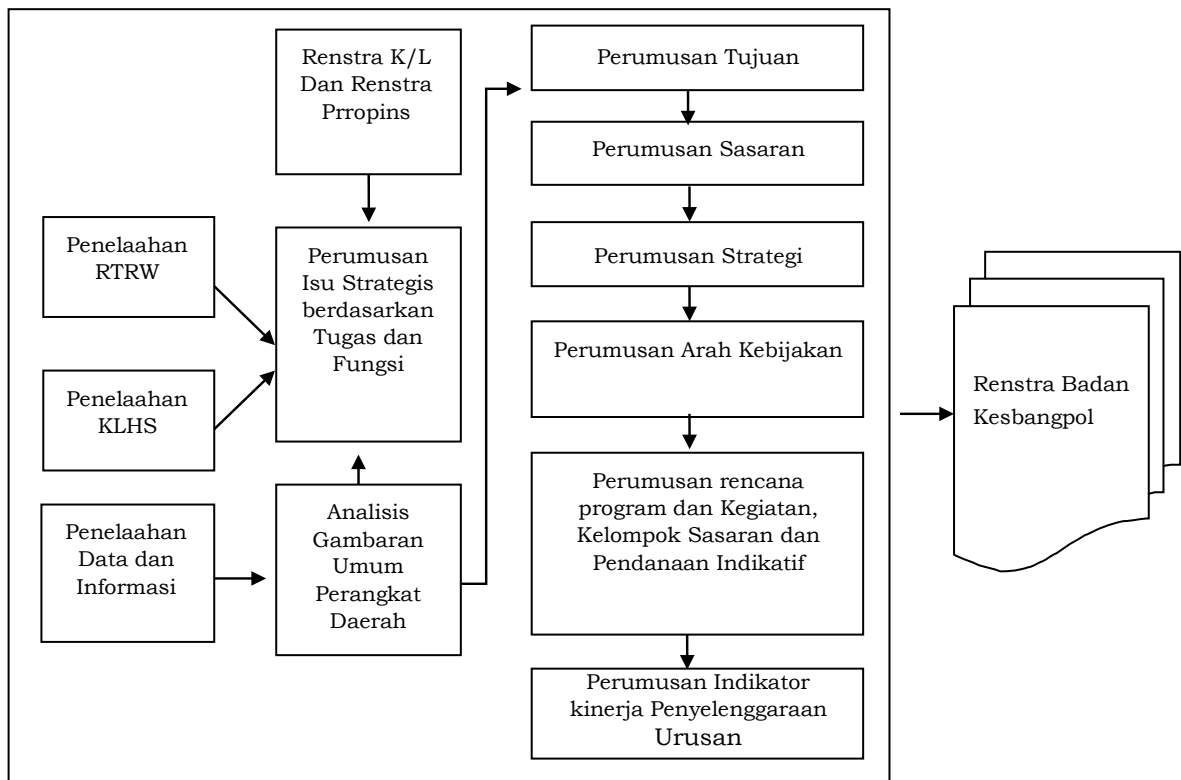 Renstra K/L
Dan Renstra
Prropins
Penelaahan
RTRW
Perumusan
Isu Strategis
berdasarkan
Tugas dan
Fungsi
Penelaahan
KLHS
Penelaahan
Data dan
Informasi
Analisis
Gambaran
Umum
Perangkat
Daerah
Perumusan Tujuan
Perumusan Sasaran
Perumusan Strategi
Perumusan Arah Kebijakan
Perumusan rencana
program dan Kegiatan,
Kelompok Sasaran dan
Pendanaan Indikatif
Perumusan Indikator
kinerja Penyelenggaraan
Urusan
Renstra Badan
Kesbangpol